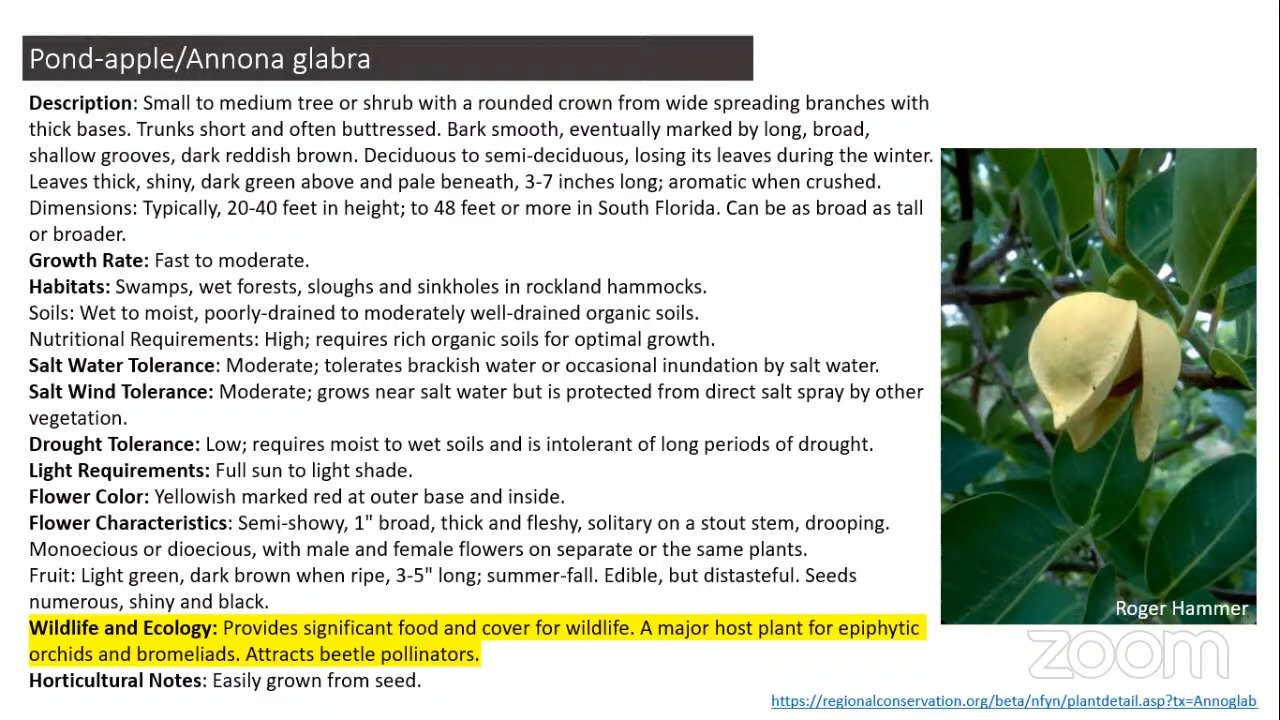 Pond-apple/Annona glabra
Description: Small to medium tree or shrub with a rounded crown from wide spreading branches with
thick bases. Trunks short and often buttressed. Bark smooth, eventually marked by long, broad,
shallow grooves, dark reddish brown. Deciduous to semi-deciduous, losing its leaves during the winter.
Leaves thick, shiny, dark green above and pale beneath, 3-7 inches long; aromatic when crushed.
Dimensions: Typically, 20-40 feet in height; to 48 feet or more in South Florida. Can be as broad as tall
or broader.
Growth Rate: Fast to moderate.
Habitats: Swamps, wet forests, sloughs and sinkholes in rockland hammocks.
Soils: Wet to moist, poorly-drained to moderately well-drained organic soils.
Nutritional Requirements: High; requires rich organic soils for optimal growth.
Salt Water Tolerance: Moderate; tolerates brackish water or occasional inundation by salt water.
Salt Wind Tolerance: Moderate; grows near salt water but is protected from direct salt spray by other
vegetation.
Drought Tolerance: Low; requires moist to wet soils and is intolerant of long periods of drought.
Light Requirements: Full sun to light shade.
Flower Color: Yellowish marked red at outer base and inside.
Flower Characteristics: Semi-showy, 1" broad, thick and fleshy, solitary on a stout stem, drooping.
Monoecious or dioecious, with male and female flowers on separate or the same plants.
Fruit: Light green, dark brown when ripe, 3-5" long; summer-fall. Edible, but distasteful. Seeds
numerous, shiny and black.
Wildlife and Ecology: Provides significant food and cover for wildlife. A major host plant for epiphytic
orchids and bromeliads. Attracts beetle pollinators.
Horticultural Notes: Easily grown from seed.
Roger Hammer
zoom
https://regionalconservation.org/beta/nfyn/plantdetail.asp?tx=Annoglab